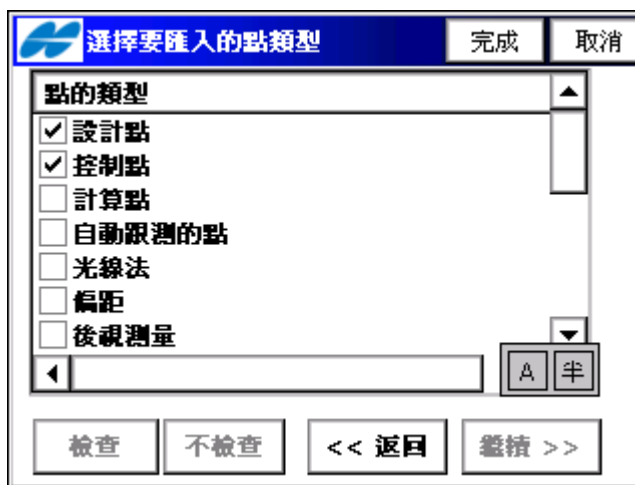 選擇要匯入的點類型 完成 取消
點的類型
設計點
控制點
計算點
自動跟測的點
光線法
偏距
後視測量
A 半
檢查 不檢查 << 返回 繼續 >>